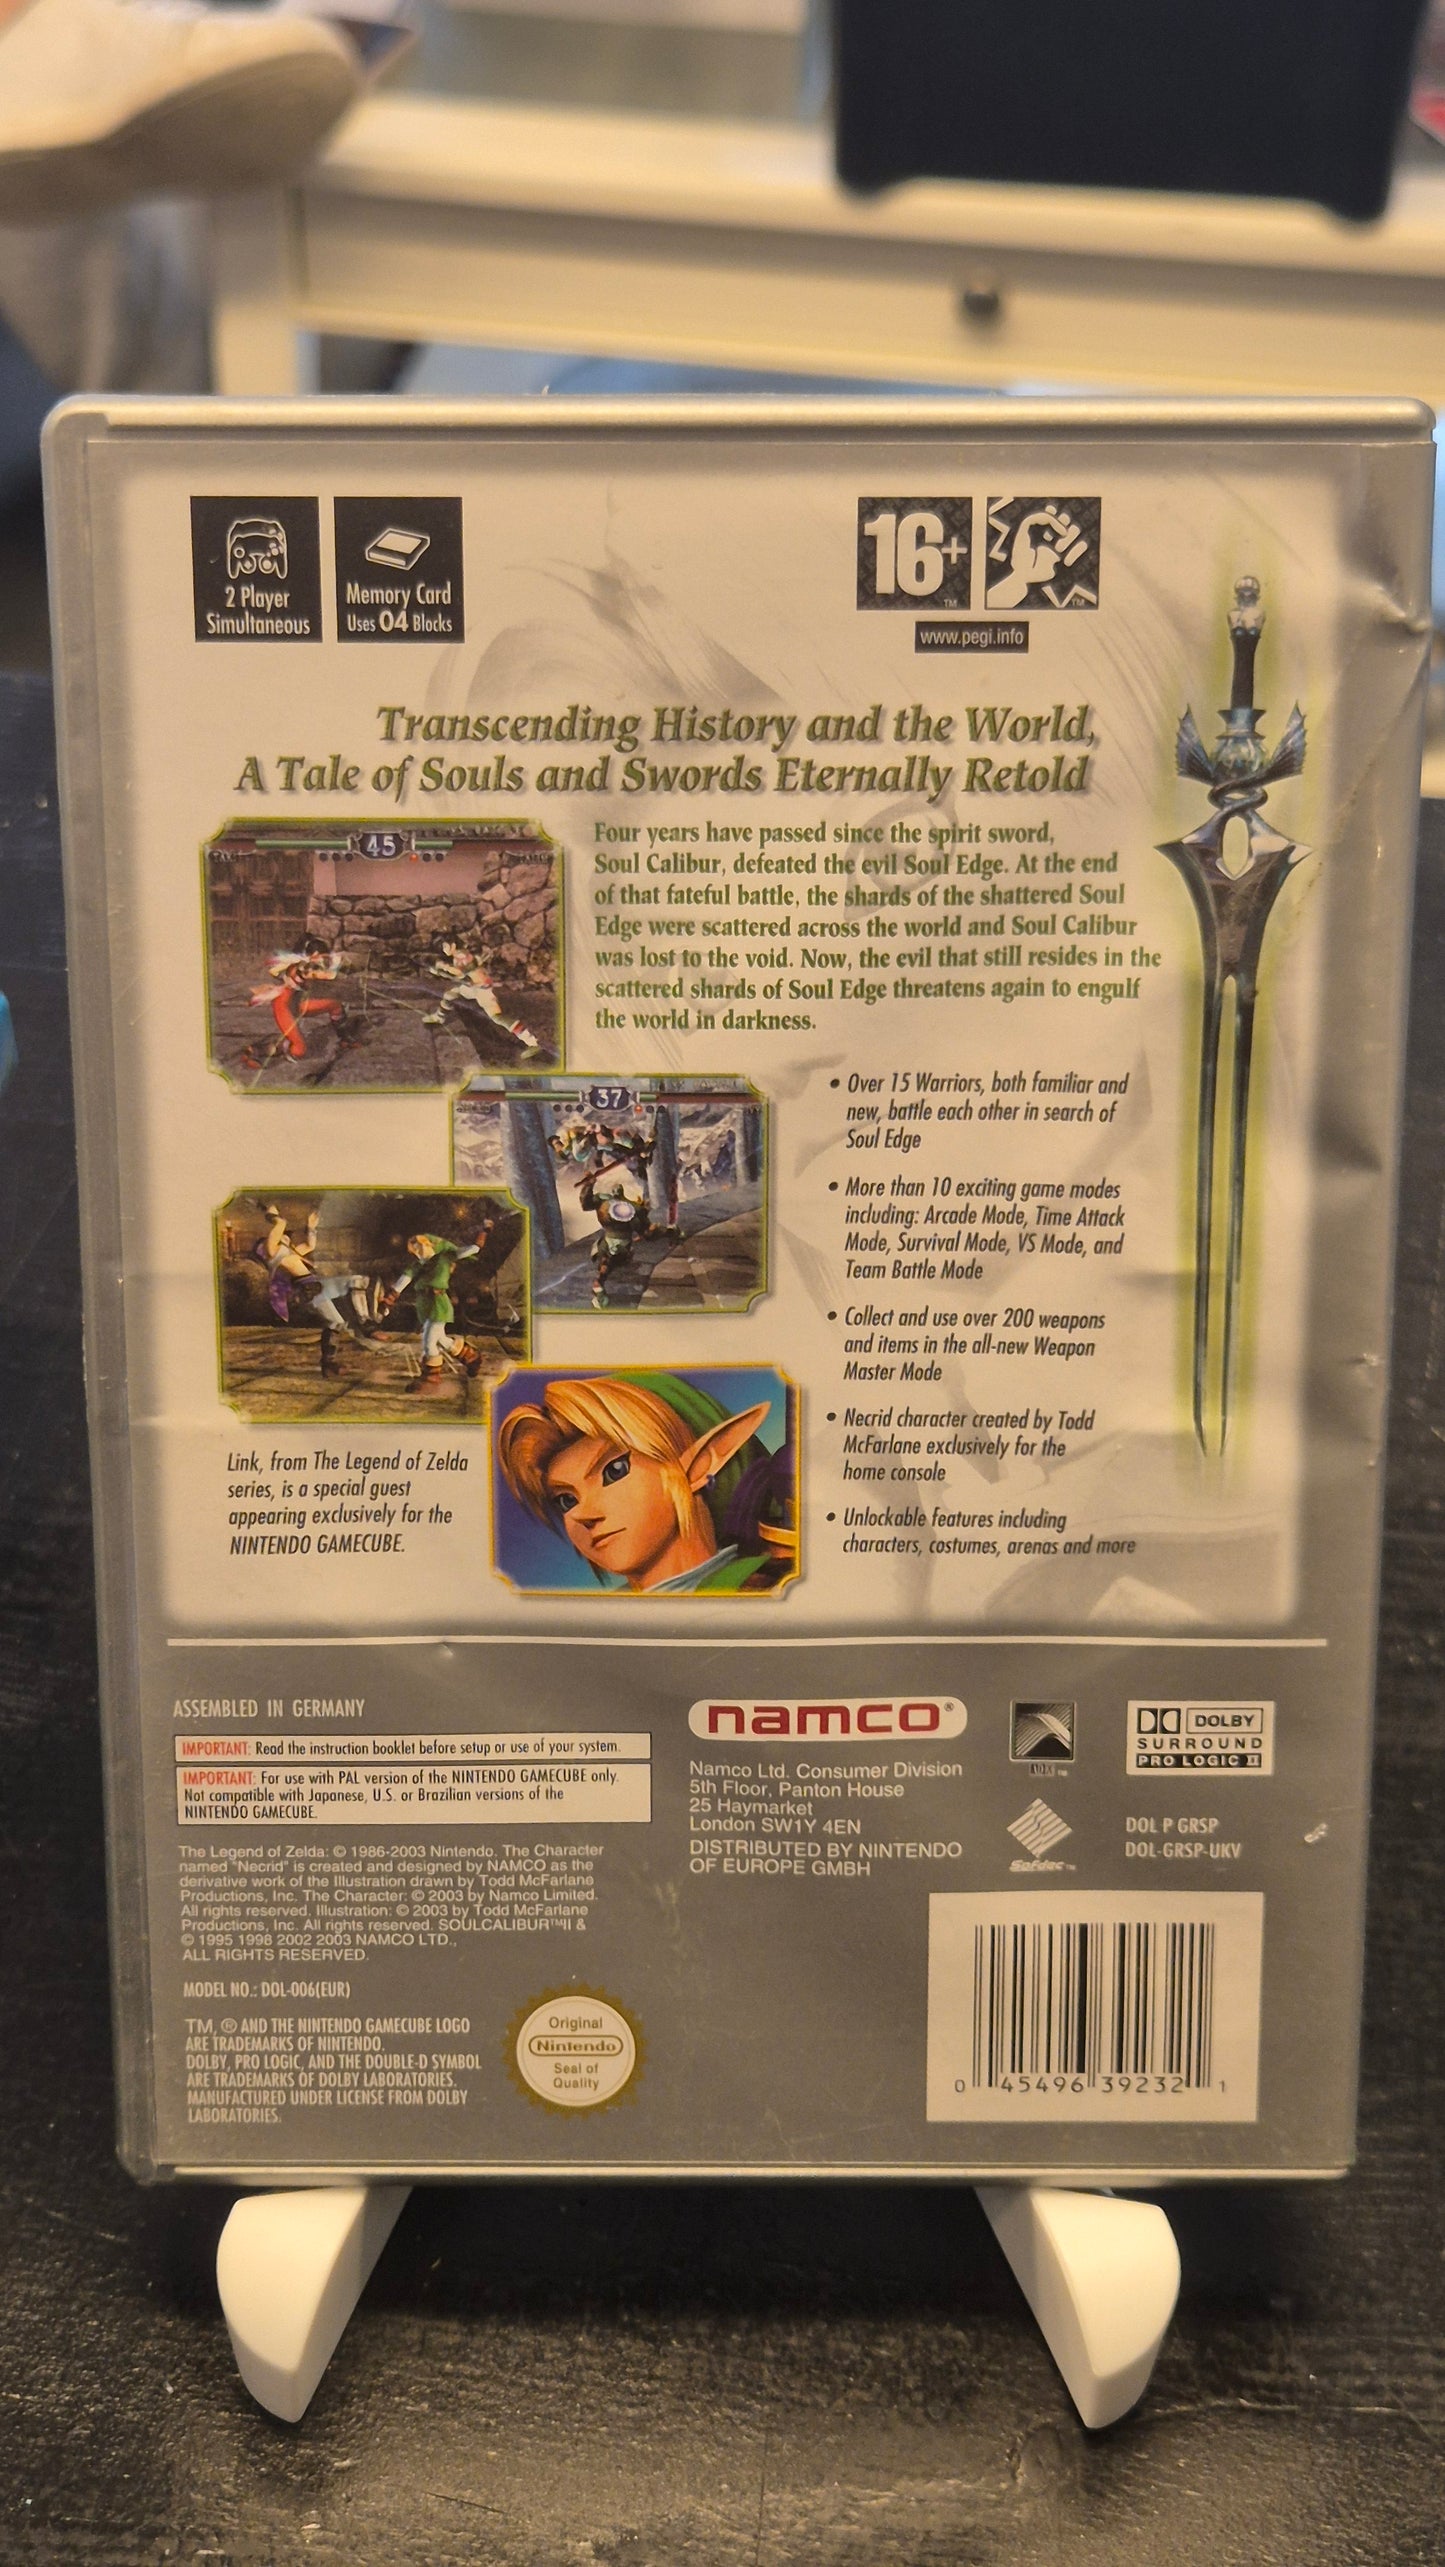 2 Player
Simultaneous
Memory Card
Uses 04 Blocks
16+
TM
TM
www.pegi.info
Transcending History and the World,
A Tale of Souls and Swords Eternally Retold
45
Four years have passed since the spirit sword,
Soul Calibur, defeated the evil Soul Edge. At the end
of that fateful battle, the shards of the shattered Soul
Edge were scattered across the world and Soul Calibur
was lost to the void. Now, the evil that still resides in the
scattered shards of Soul Edge threatens again to engulf
the world in darkness.
37
• Over 15 Warriors, both familiar and
new, battle each other in search of
Soul Edge
• More than 10 exciting game modes
including: Arcade Mode, Time Attack
Mode, Survival Mode, VS Mode, and
Team Battle Mode
• Collect and use over 200 weapons
and items in the all-new Weapon
Master Mode
• Necrid character created by Todd
McFarlane exclusively for the
home console
• Unlockable features including
characters, costumes, arenas and more
Link, from The Legend of Zelda
series, is a special guest
appearing exclusively for the
NINTENDO GAMECUBE.
ASSEMBLED IN GERMANY
IMPORTANT: Read the instruction booklet before setup or use of your system.
IMPORTANT: For use with PAL version of the NINTENDO GAMECUBE only.
Not compatible with Japanese, U.S. or Brazilian versions of the
NINTENDO GAMECUBE.
The Legend of Zelda: © 1986-2003 Nintendo. The Character
named "Necrid" is created and designed by NAMCO as the
derivative work of the Illustration drawn by Todd McFarlane
Productions, Inc. The Character: © 2003 by Namco Limited.
All rights reserved. Illustration: © 2003 by Todd McFarlane
Productions, Inc. All rights reserved. SOULCALIBUR™II &
© 1995 1998 2002 2003 NAMCO LTD.,
ALL RIGHTS RESERVED.
MODEL NO.: DOL-006(EUR)
TM, ® AND THE NINTENDO GAMECUBE LOGO
ARE TRADEMARKS OF NINTENDO.
DOLBY, PRO LOGIC, AND THE DOUBLE-D SYMBOL
ARE TRADEMARKS OF DOLBY LABORATORIES.
MANUFACTURED UNDER LICENSE FROM DOLBY
LABORATORIES.
Original
Nintendo
Seal of
Quality
namco®
Namco Ltd. Consumer Division
5th Floor, Panton House
25 Haymarket
London SW1Y 4EN
DISTRIBUTED BY NINTENDO
OF EUROPE GMBH
ADX TM
Sofdec TM
DOLBY
SURROUND
PRO LOGIC II
DOL P GRSP
DOL-GRSP-UKV
0 45496 39232 1